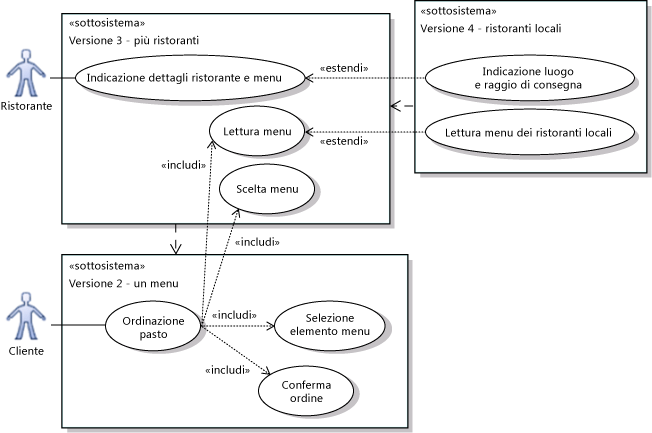 «sottosistema»
Versione 3 - più ristoranti
Ristorante
Indicazione dettagli ristorante e menu
«estendi»
Lettura menu
«estendi»
«includi»
Scelta menu
«includi»
«sottosistema»
Versione 4 - ristoranti locali
Indicazione luogo
e raggio di consegna
Lettura menu dei ristoranti locali
«sottosistema»
Versione 2 - un menu
Cliente
Ordinazione
pasto
«includi»
Selezione
elemento menu
«includi»
Conferma
ordine